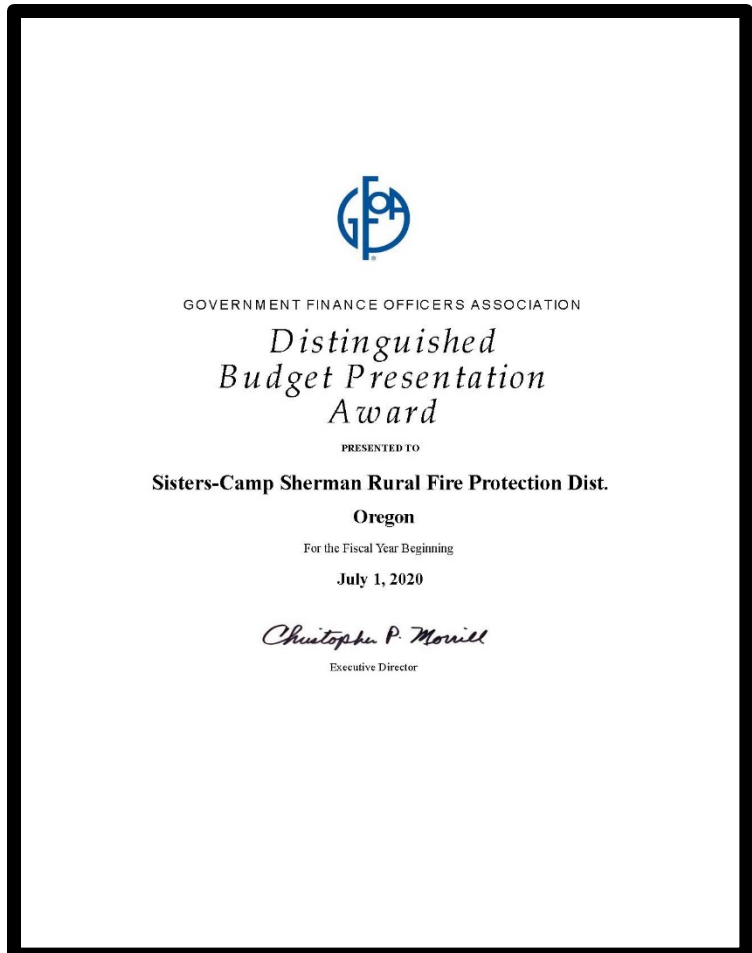 GFOA
GOVERNMENT FINANCE OFFICERS ASSOCIATION
Distinguished
Budget Presentation
Award
PRESENTED TO
Sisters-Camp Sherman Rural Fire Protection Dist.
Oregon
For the Fiscal Year Beginning
July 1, 2020
Christopher P. Morrill
Executive Director